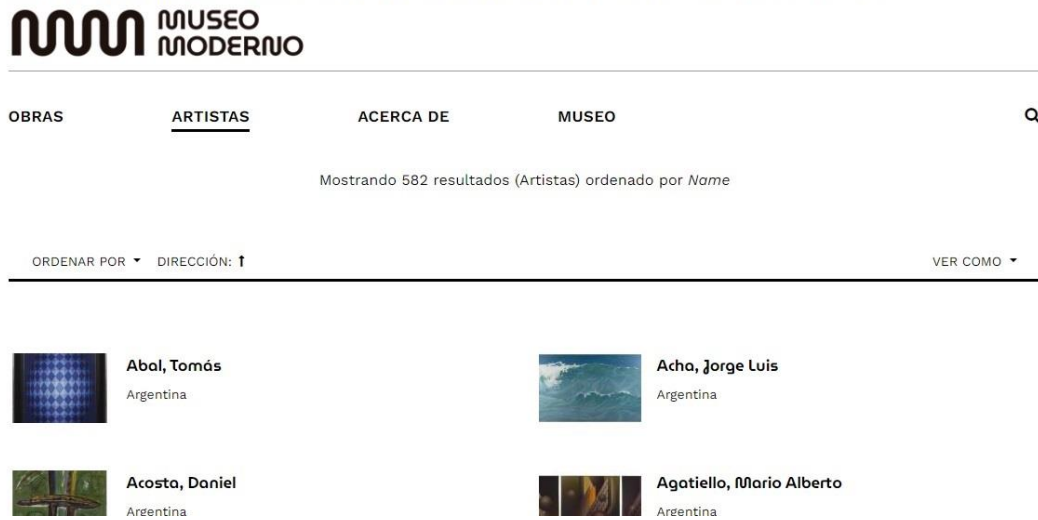 MUSEO
MODERNO
OBRAS ARTISTAS ACERCA DE MUSEO
Mostrando 582 resultados (Artistas) ordenado por Name
ORDENAR POR DIRECCIÓN: VER COMO
Abal, Tomás
Argentina
Acha, Jorge Luis
Argentina
Acosta, Daniel
Argentina
Agatiello, Mario Alberto
Argentina